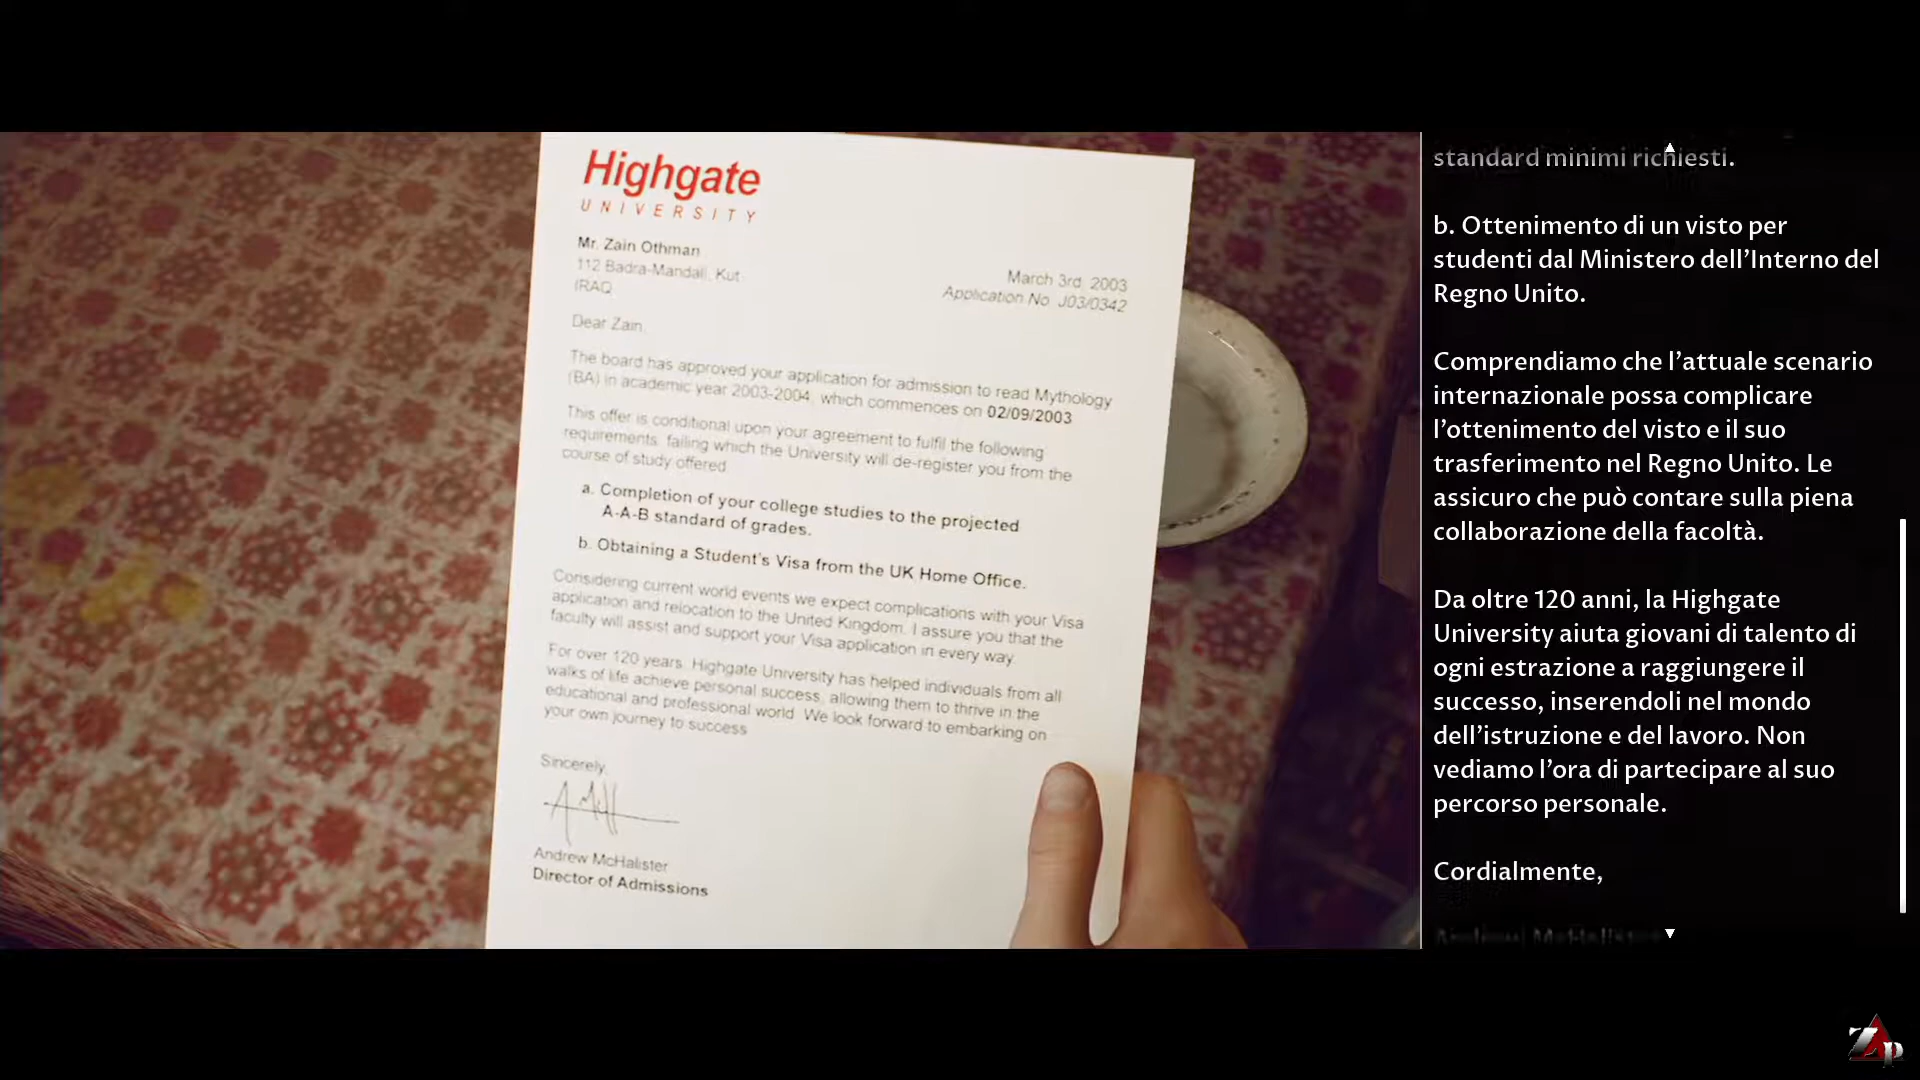 Highgate
UNIVERSITY
Mr. Zain Othman
112 Badra-Mandali, Kut
IRAQ
March 3rd, 2003
Application No. J03/0342
Dear Zain,
The board has approved your application for admission to read Mythology
(BA) in academic year 2003-2004, which commences on 02/09/2003
This offer is conditional upon your agreement to fulfil the following
requirements, failing which the University will de-register you from the
course of study offered
a. Completion of your college studies to the projected
A-A-B standard of grades.
b. Obtaining a Student's Visa from the UK Home Office.
Considering current world events we expect complications with your Visa
application and relocation to the United Kingdom. I assure you that the
faculty will assist and support your Visa application in every way
For over 120 years, Highgate University has helped individuals from all
walks of life achieve personal success, allowing them to thrive in the
educational and professional world. We look forward to embarking on
your own journey to success
Sincerely,
Andrew McHalister
Director of Admissions
standard minimi richiesti.
b. Ottenimento di un visto per
studenti dal Ministero dell'Interno del
Regno Unito.
Comprendiamo che l'attuale scenario
internazionale possa complicare
l'ottenimento del visto e il suo
trasferimento nel Regno Unito. Le
assicuro che può contare sulla piena
collaborazione della facoltà.
Da oltre 120 anni, la Highgate
University aiuta giovani di talento di
ogni estrazione a raggiungere il
successo, inserendoli nel mondo
dell'istruzione e del lavoro. Non
vediamo l'ora di partecipare al suo
percorso personale.
Cordialmente,
Andrew McHalister
ZAp